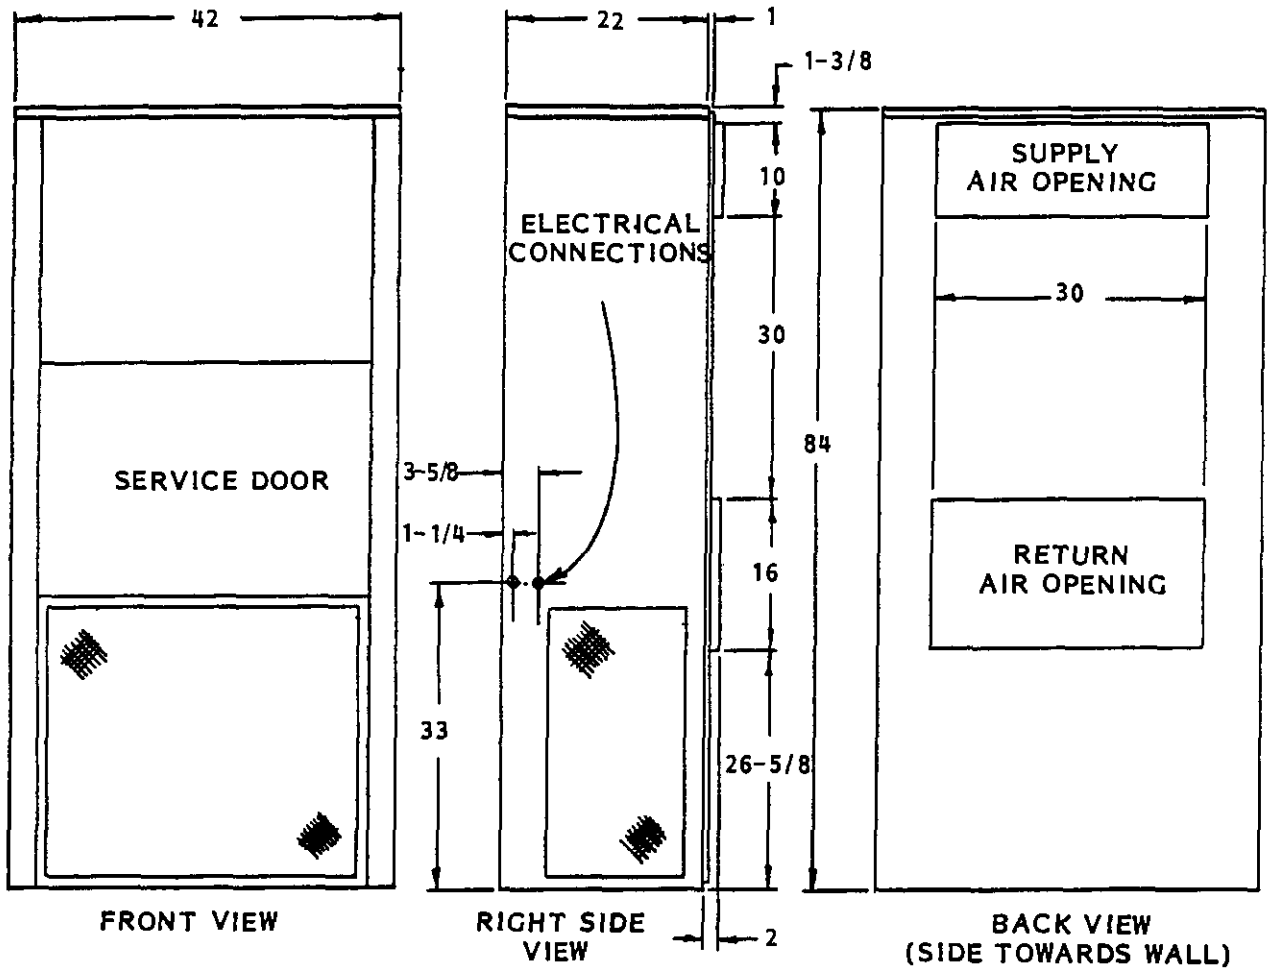 42
22
1
1-3/8
SUPPLY
AIR OPENING
10
ELECTRICAL
CONNECTIONS
30
30
84
3-5/8
SERVICE DOOR
1-1/4
RETURN
AIR OPENING
16
33
26-5/8
FRONT VIEW
RIGHT SIDE
VIEW
2
BACK VIEW
(SIDE TOWARDS WALL)